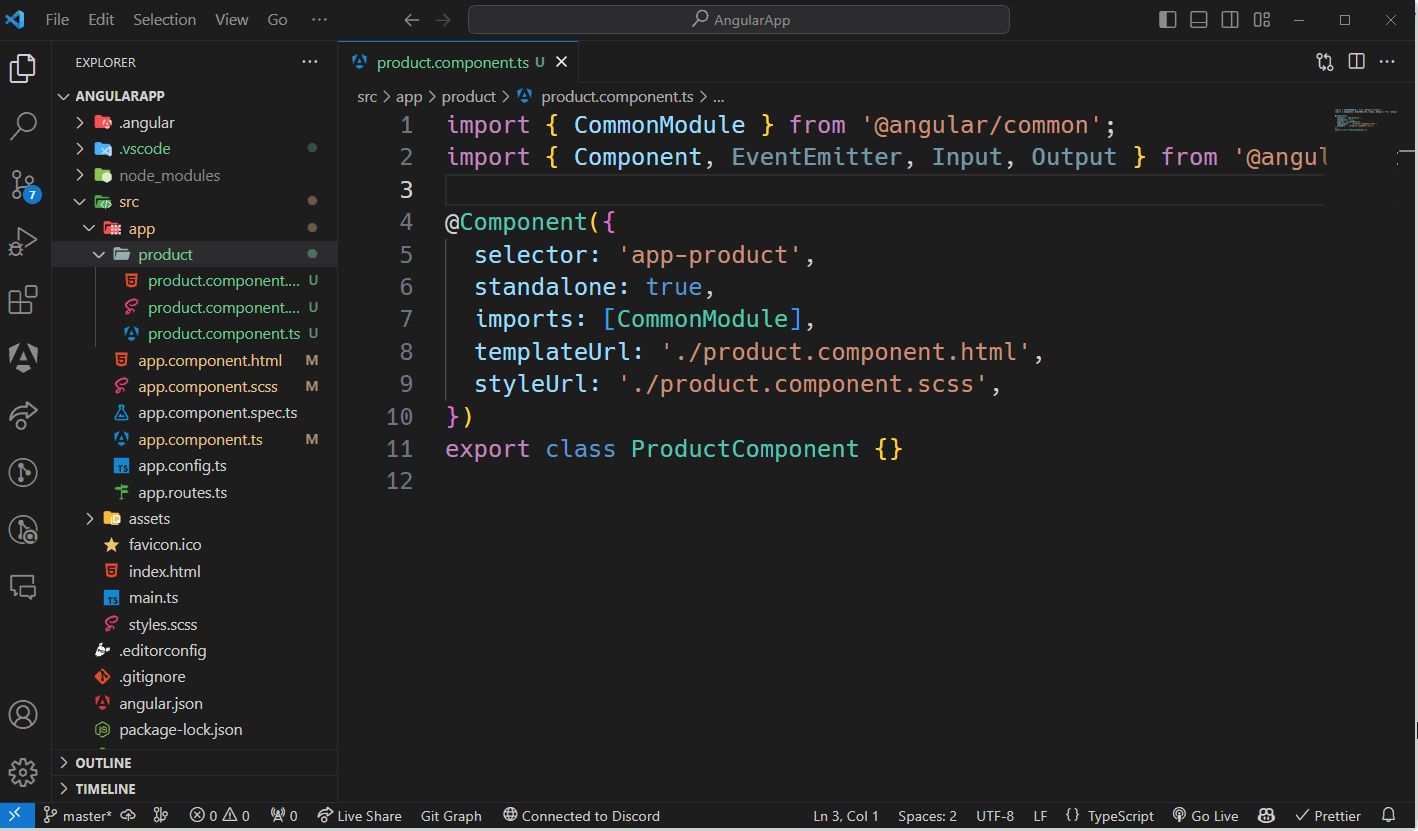 File Edit Selection View Go ··· AngularApp
EXPLORER ···
ANGULARAPP
.angular
.vscode
node_modules
src
app
product
product.component.... U
product.component.... U
product.component.ts U
app.component.html M
app.component.scss M
app.component.spec.ts
app.component.ts M
TS app.config.ts
app.routes.ts
assets
favicon.ico
index.html
TS main.ts
styles.scss
.editorconfig
.gitignore
angular.json
package-lock.json
OUTLINE
TIMELINE
7
product.component.ts U
src > app > product > product.component.ts > ...
1 import { CommonModule } from '@angular/common';
2 import { Component, EventEmitter, Input, Output } from '@angul
3
4 @Component({
5 selector: 'app-product',
6 standalone: true,
7 imports: [CommonModule],
8 templateUrl: './product.component.html',
9 styleUrl: './product.component.scss',
10 })
11 export class ProductComponent {}
12
master* 0 0 0 Live Share Git Graph Connected to Discord Ln 3, Col 1 Spaces: 2 UTF-8 LF {} TypeScript Go Live Prettier